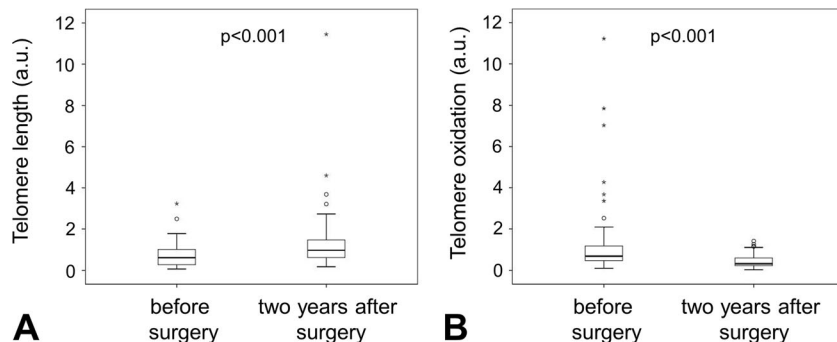 12
10
8
6
4
2
0
Telomere length (a.u.)
p<0.001
before
surgery
two years after
surgery
A
12
10
8
6
4
2
0
Telomere oxidation (a.u.)
p<0.001
before
surgery
two years after
surgery
B